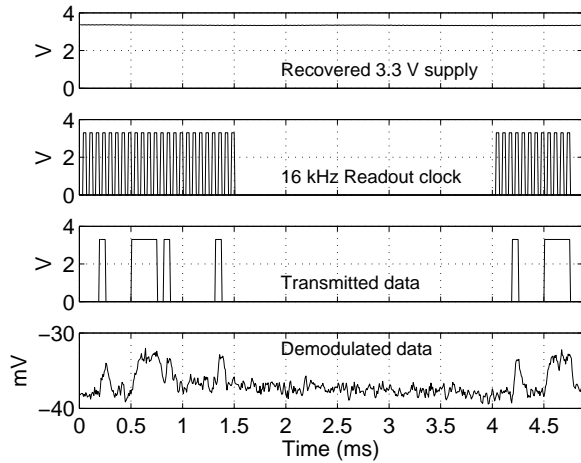 4
2
0
V
Recovered 3.3 V supply
4
2
0
V
16 kHz Readout clock
4
2
0
V
Transmitted data
−30
−40
mV
Demodulated data
0 0.5 1 1.5 2 2.5 3 3.5 4 4.5
Time (ms)